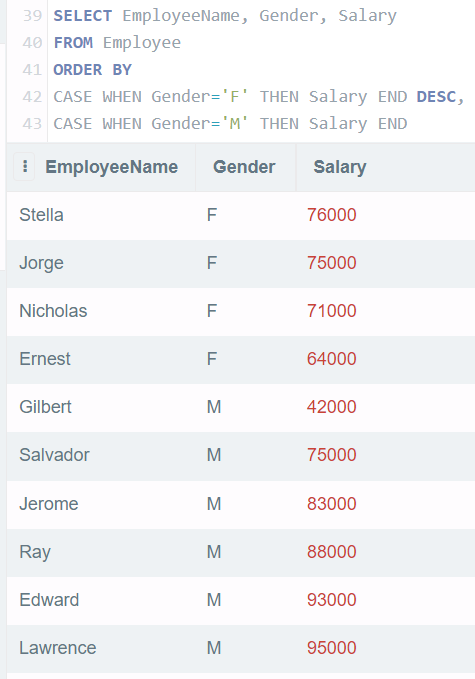 39 SELECT EmployeeName, Gender, Salary
40 FROM Employee
41 ORDER BY
42 CASE WHEN Gender='F' THEN Salary END DESC,
43 CASE WHEN Gender='M' THEN Salary END
EmployeeName Gender Salary
Stella F 76000
Jorge F 75000
Nicholas F 71000
Ernest F 64000
Gilbert M 42000
Salvador M 75000
Jerome M 83000
Ray M 88000
Edward M 93000
Lawrence M 95000